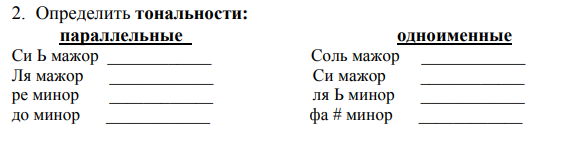 2. Определить тональности:
параллельные одноименные
Си Ь мажор ____________ Соль мажор ____________
Ля мажор ____________ Си мажор ____________
ре минор ____________ ля Ь минор ____________
до минор ____________ фа # минор ____________